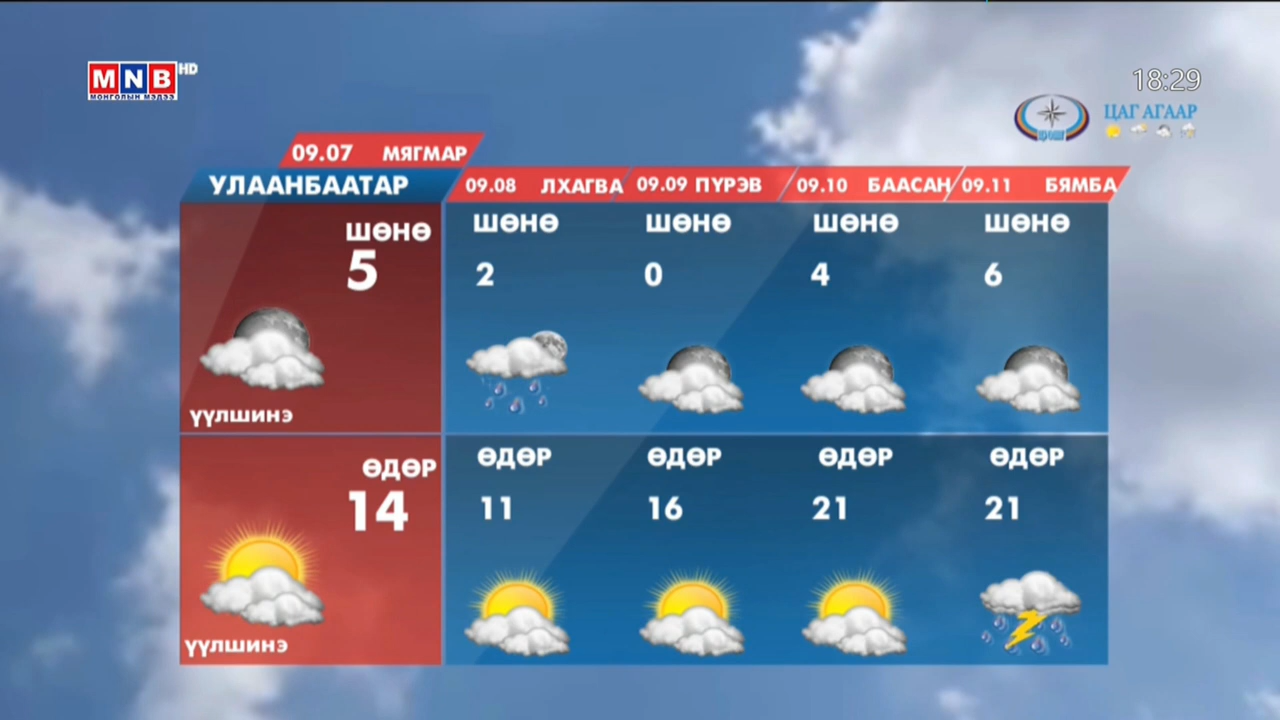 MNB HD
МОНГОЛЫН МЭДЭЭ
18:29
ЦАГ АГААР
09.07 МЯГМАР
УЛААНБААТАР
09.08 ЛХАГВА 09.09 ПҮРЭВ 09.10 БААСАН 09.11 БЯМБА
ШӨНӨ ШӨНӨ ШӨНӨ ШӨНӨ ШӨНӨ
5 2 0 4 6
үүлшинэ
ӨДӨР ӨДӨР ӨДӨР ӨДӨР ӨДӨР
14 11 16 21 21
үүлшинэ